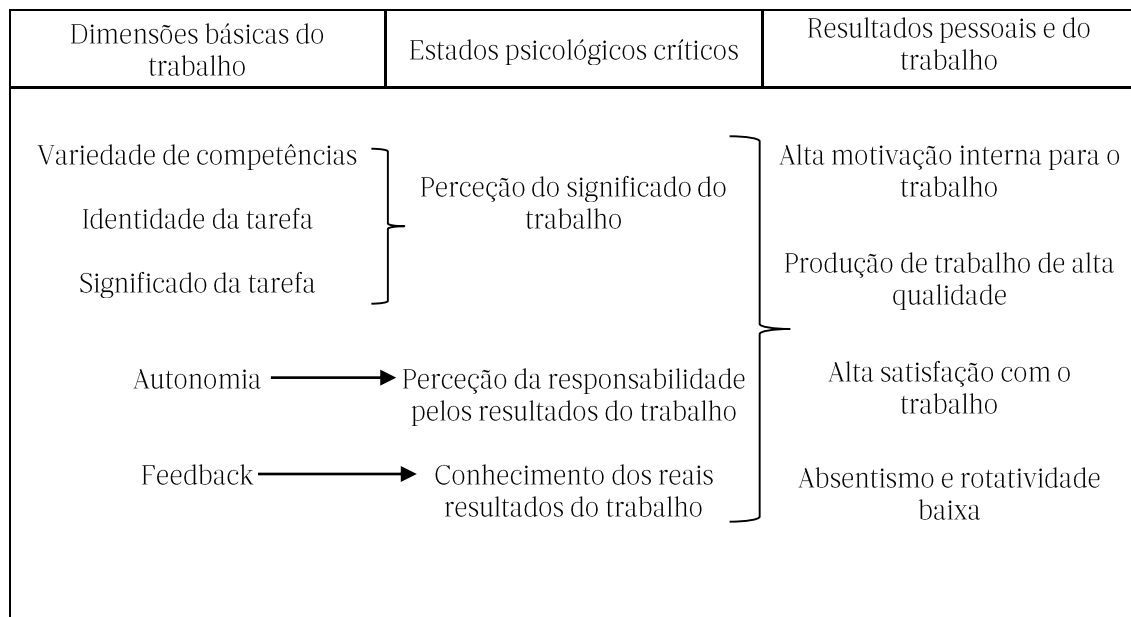 Dimensões básicas do
trabalho
Estados psicológicos críticos
Resultados pessoais e do
trabalho
Variedade de competências
Identidade da tarefa
Significado da tarefa
Autonomia
Feedback
Perceção do significado do
trabalho
Perceção da responsabilidade
pelos resultados do trabalho
Conhecimento dos reais
resultados do trabalho
Alta motivação interna para o
trabalho
Produção de trabalho de alta
qualidade
Alta satisfação com o
trabalho
Absentismo e rotatividade
baixa